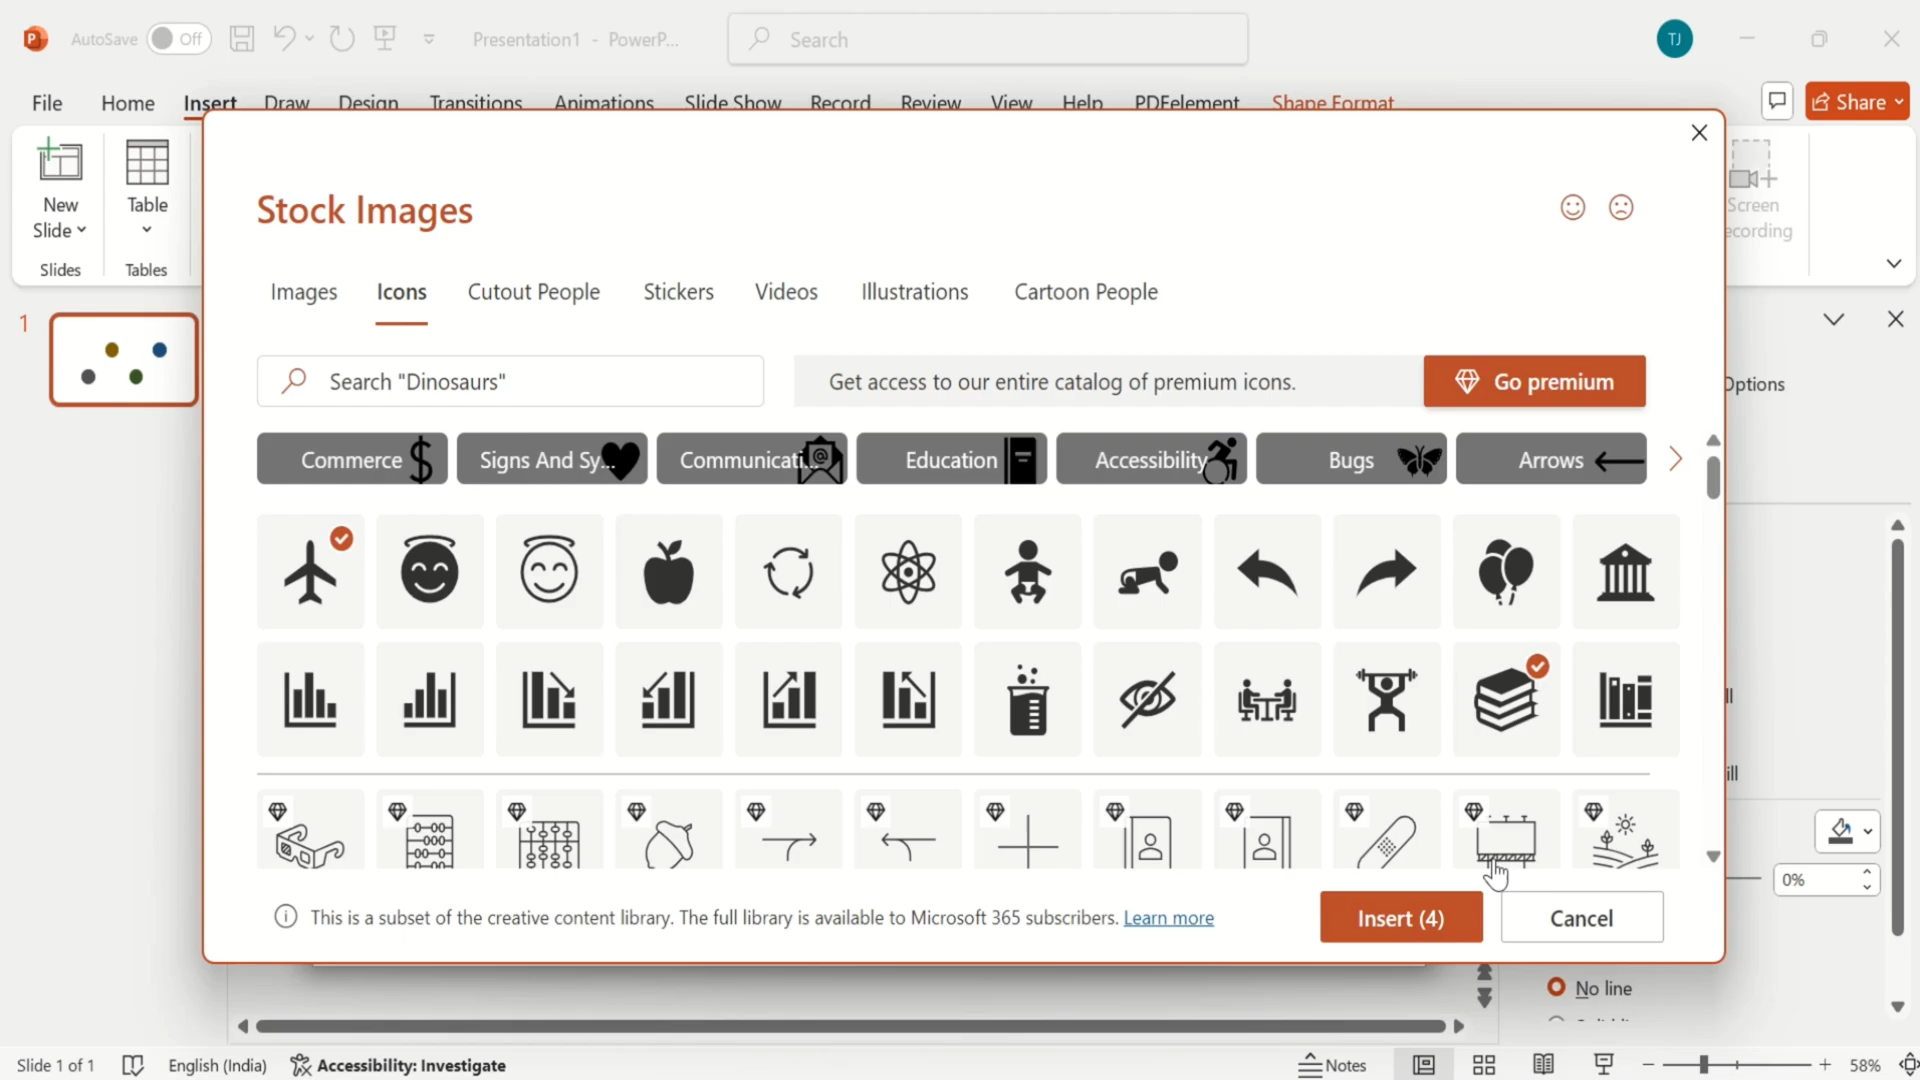 P AutoSave Off Presentation1 - PowerP... Search TJ
File Home Insert Draw Design Transitions Animations Slide Show Record Review View Help PDFelement Shape Format Share
New Slide
Slides
Table
Tables
Screen
ecording
Stock Images
Images Icons Cutout People Stickers Videos Illustrations Cartoon People
Search "Dinosaurs"
Get access to our entire catalog of premium icons.
Go premium
Options
Commerce Signs And Sy... Communicati... Education Accessibility Bugs Arrows
1
ll
ill
0%
This is a subset of the creative content library. The full library is available to Microsoft 365 subscribers. Learn more
Insert (4)
Cancel
No line
Slide 1 of 1 English (India) Accessibility: Investigate Notes 58%